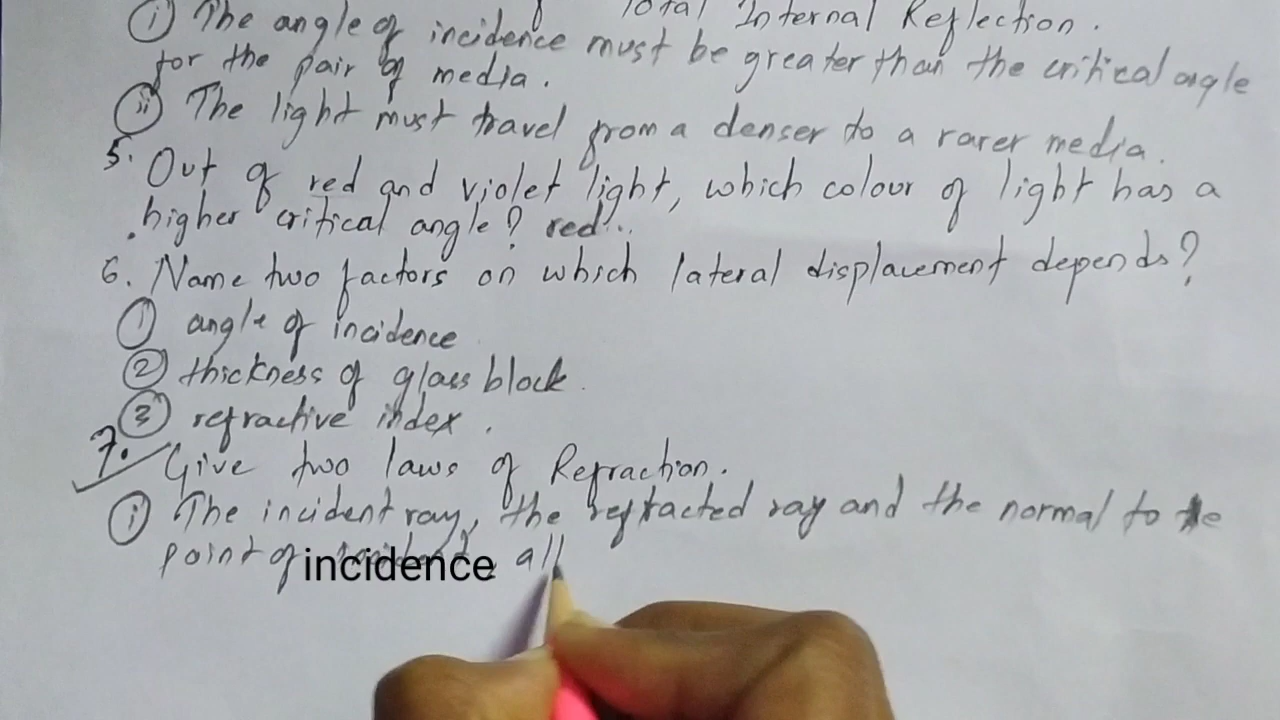 Total Internal Reflection.
i The angle of incidence must be greater than the critical angle
for the pair of media.
ii The light must travel from a denser to a rarer media.
5. Out of red and violet light, which colour of light has a
higher critical angle? red..
6. Name two factors on which lateral displacement depends?
1 angle of incidence
2 thickness of glass block.
3 refractive index.
7. Give two laws of Refraction.
i The incident ray, the refracted ray and the normal to the
point of incidence all